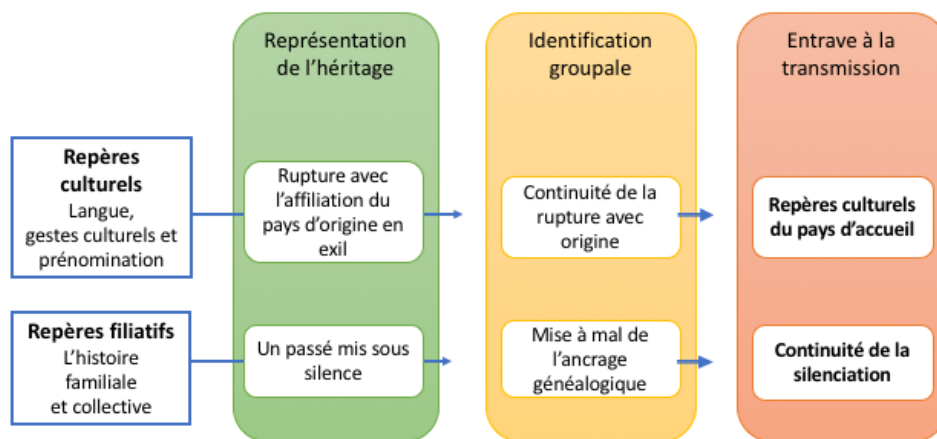 Représentation
de l'héritage
Identification
groupale
Entrave à la
transmission
Repères
culturels
Langue,
gestes culturels et
prénomination
Rupture avec
l'affiliation du
pays d'origine en
exil
Continuité de la
rupture avec
origine
Repères culturels
du pays d'accueil
Repères filiatifs
L'histoire
familiale
et collective
Un passé mis sous
silence
Mise à mal de
l'ancrage
généalogique
Continuité de la
silenciation